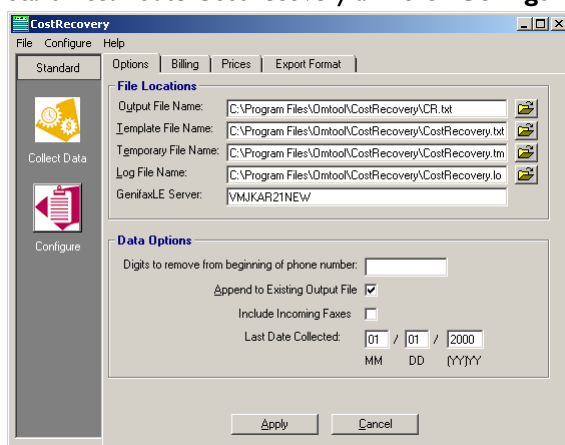 CostRecovery
File Configure Help
Standard
Options Billing Prices Export Format
File Locations
Output File Name: C:\Program Files\Omtool\CostRecovery\CR.txt
Template File Name: C:\Program Files\Omtool\CostRecovery\CostRecovery.txt
Temporary File Name: C:\Program Files\Omtool\CostRecovery\CostRecovery.tm
Log File Name: C:\Program Files\Omtool\CostRecovery\CostRecovery.lo
GenifaxLE Server: VMJKAR21NEW
Collect Data
Configure
Data Options
Digits to remove from beginning of phone number:
Append to Existing Output File
Include Incoming Faxes
Last Date Collected: 01 / 01 / 2000
MM DD (YY)YY
Apply Cancel